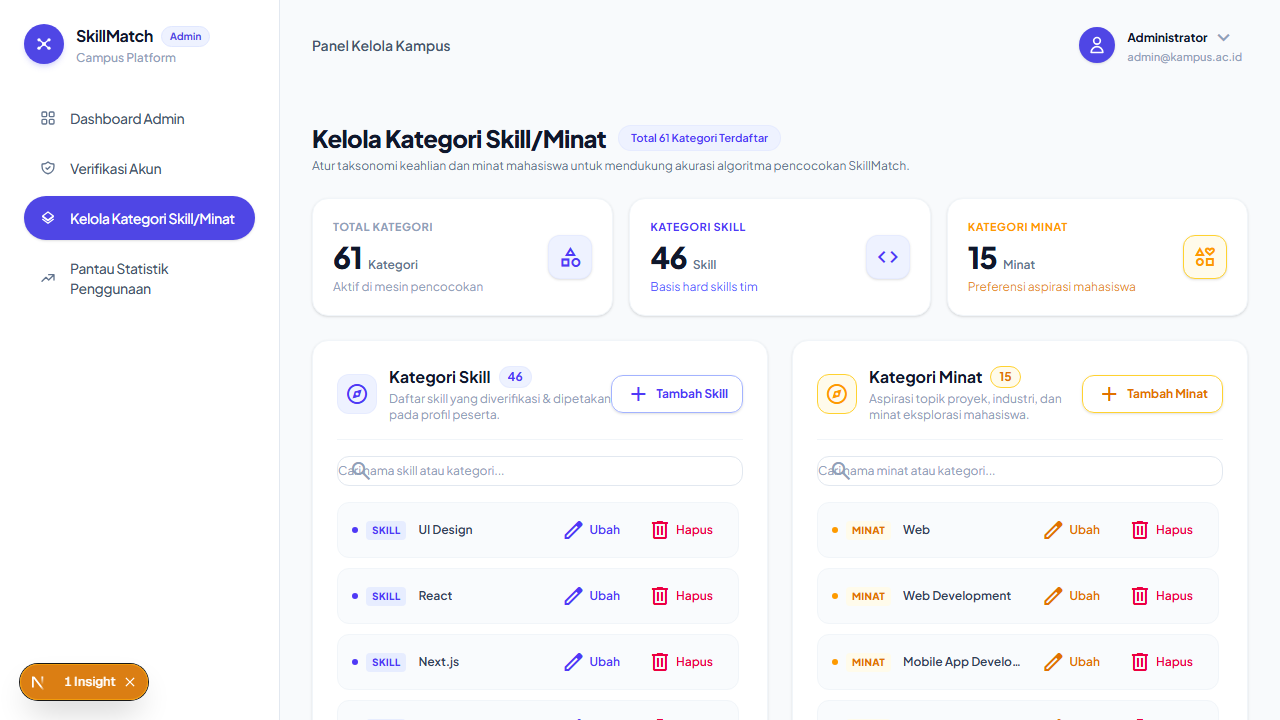 SkillMatch Admin
Campus Platform
Dashboard Admin
Verifikasi Akun
Kelola Kategori Skill/Minat
Pantau Statistik
Penggunaan
1 Insight
Panel Kelola Kampus
Administrator
admin@kampus.ac.id
Kelola Kategori Skill/Minat Total 61 Kategori Terdaftar
Atur taksonomi keahlian dan minat mahasiswa untuk mendukung akurasi algoritma pencocokan SkillMatch.
TOTAL KATEGORI
61 Kategori
Aktif di mesin pencocokan
KATEGORI SKILL
46 Skill
Basis hard skills tim
KATEGORI MINAT
15 Minat
Preferensi aspirasi mahasiswa
Kategori Skill 46
Daftar skill yang diverifikasi & dipetakan
pada profil peserta.
Tambah Skill
Cari nama skill atau kategori...
SKILL UI Design Ubah Hapus
SKILL React Ubah Hapus
SKILL Next.js Ubah Hapus
Kategori Minat 15
Aspirasi topik proyek, industri, dan
minat eksplorasi mahasiswa.
Tambah Minat
Cari nama minat atau kategori...
MINAT Web Ubah Hapus
MINAT Web Development Ubah Hapus
MINAT Mobile App Develo... Ubah Hapus